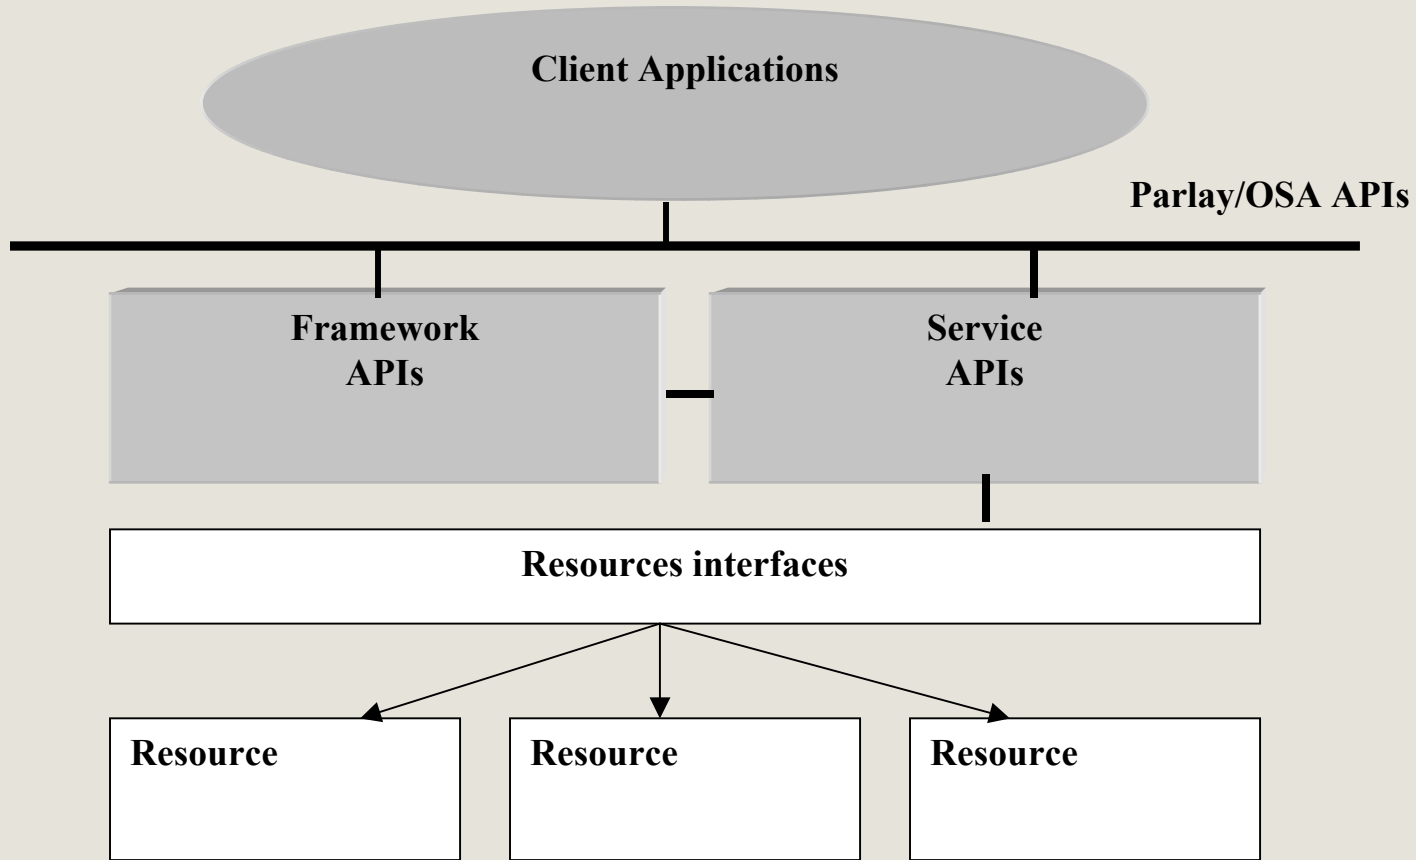 Client Applications
Parlay/OSA APIs
Framework
APIs
Service
APIs
Resources interfaces
Resource
Resource
Resource